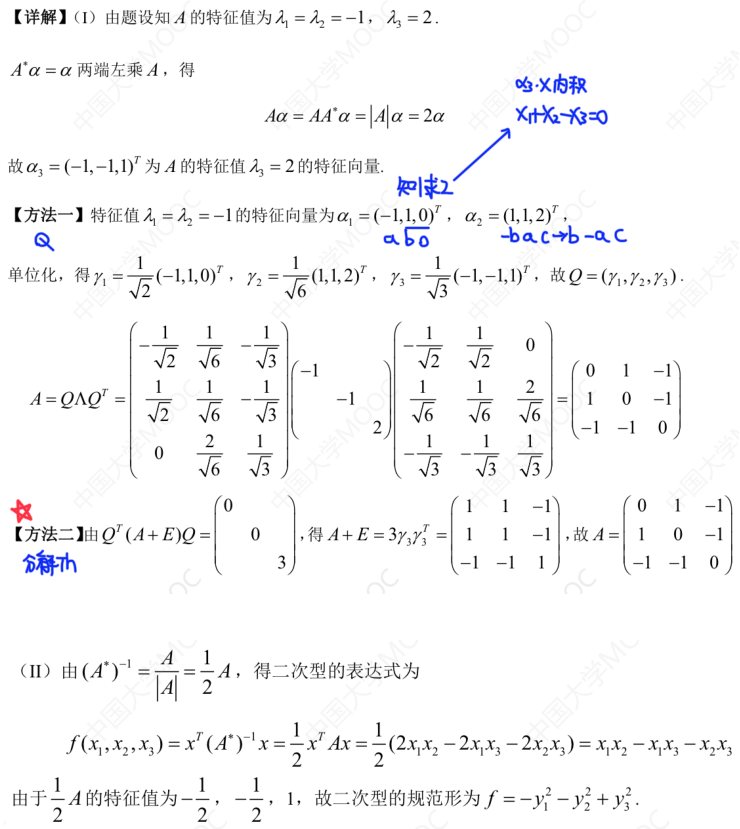 【详解】(I) 由题设知 A 的特征值为 λ₁ = λ₂ = −1, λ₃ = 2.
A*α = α 两端左乘 A, 得
α₃·X内积
Aα = AA*α = |A|α = 2α
x₁+x₂−x₃=0
故 α₃ = (−1,−1,1)ᵀ 为 A 的特征值 λ₃ = 2 的特征向量.
知1求2
【方法一】特征值 λ₁ = λ₂ = −1 的特征向量为 α₁ = (−1,1,0)ᵀ, α₂ = (1,1,2)ᵀ,
Q a b 0 -b a c → b -a c
单位化, 得 γ₁ = 1/√2 (−1,1,0)ᵀ, γ₂ = 1/√6 (1,1,2)ᵀ, γ₃ = 1/√3 (−1,−1,1)ᵀ, 故 Q = (γ₁,γ₂,γ₃).
A = QΛQᵀ = ( −1/√2 1/√6 −1/√3 ; 1/√2 1/√6 −1/√3 ; 0 2/√6 1/√3 ) ( −1 ; −1 ; 2 ) ( −1/√2 1/√2 0 ; 1/√6 1/√6 2/√6 ; −1/√3 −1/√3 1/√3 ) = ( 0 1 −1 ; 1 0 −1 ; −1 −1 0 )
【方法二】由 Qᵀ(A+E)Q = ( 0 ; 0 ; 3 ), 得 A+E = 3γ₃γ₃ᵀ = ( 1 1 −1 ; 1 1 −1 ; −1 −1 1 ), 故 A = ( 0 1 −1 ; 1 0 −1 ; −1 −1 0 )
分解Th
(II) 由 (A*)⁻¹ = A/|A| = 1/2 A, 得二次型的表达式为
f(x₁,x₂,x₃) = xᵀ(A*)⁻¹x = 1/2 xᵀAx = 1/2 (2x₁x₂ − 2x₁x₃ − 2x₂x₃) = x₁x₂ − x₁x₃ − x₂x₃
由于 1/2 A 的特征值为 −1/2, −1/2, 1, 故二次型的规范形为 f = −y₁² − y₂² + y₃².
中国大学MOOC